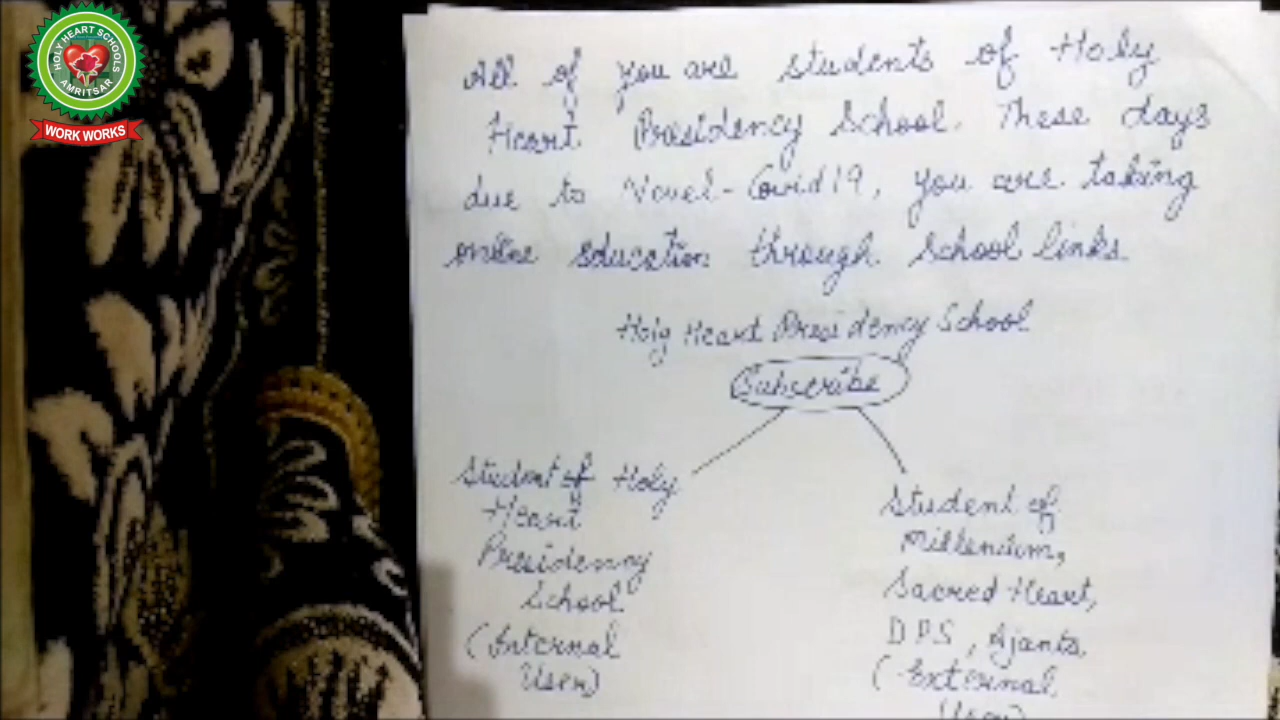 HOLY HEART SCHOOLS
AMRITSAR
WORK WORKS
All of you are students of Holy
Heart Presidency School. These days
due to Novel-Covid19, you are taking
online education through School links.
Holy Heart Presidency School
Subscribe
Student of Holy
Heart
Presidency
School
(Internal
User)
Student of
Millenium,
Sacred Heart,
DPS, Ajanta
(External
User)